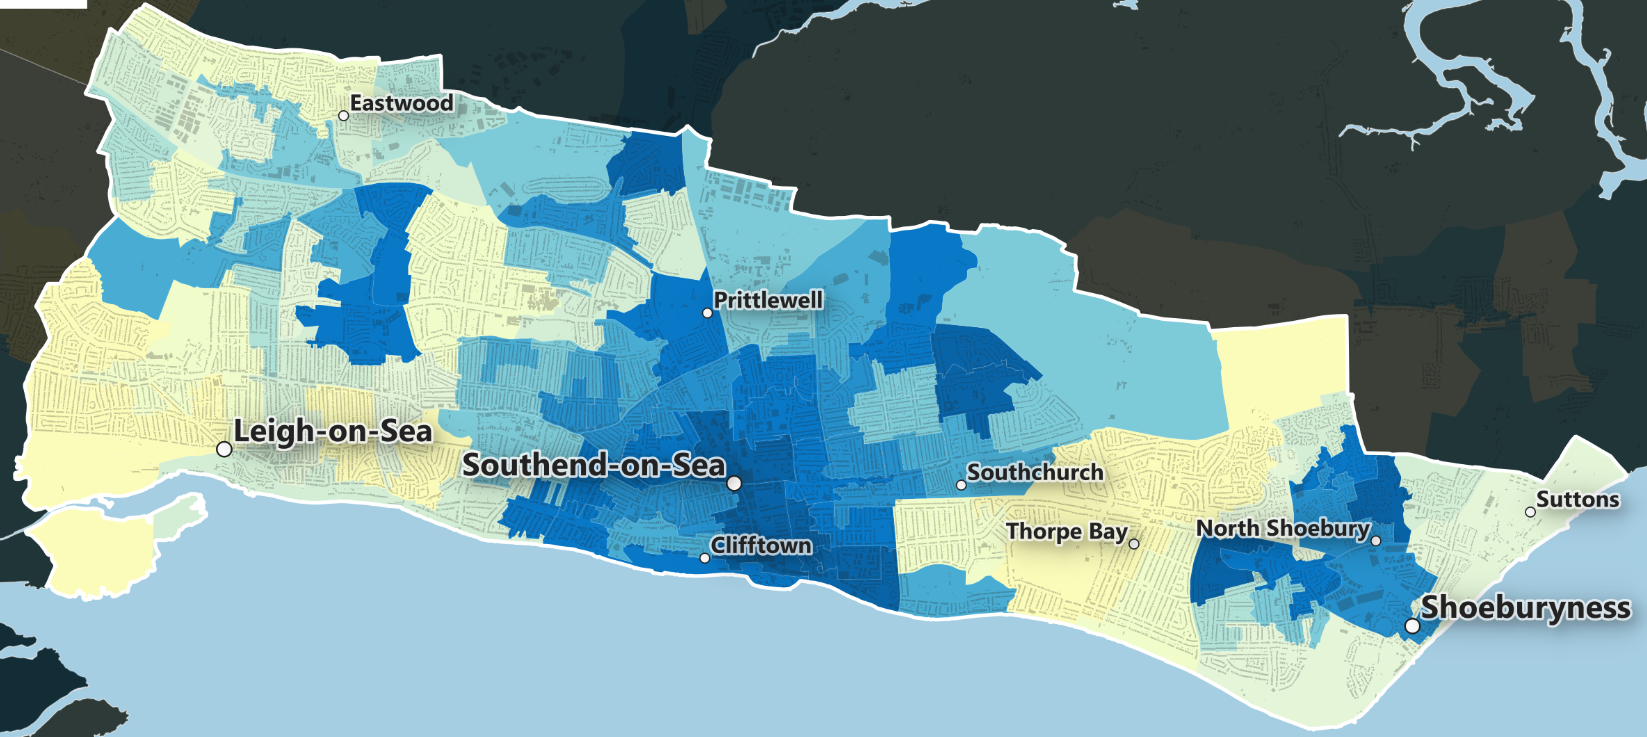 Eastwood
Prittlewell
Leigh-on-Sea
Southend-on-Sea
Southchurch
Suttons
Thorpe Bay
North Shoebury
Clifftown
Shoeburyness